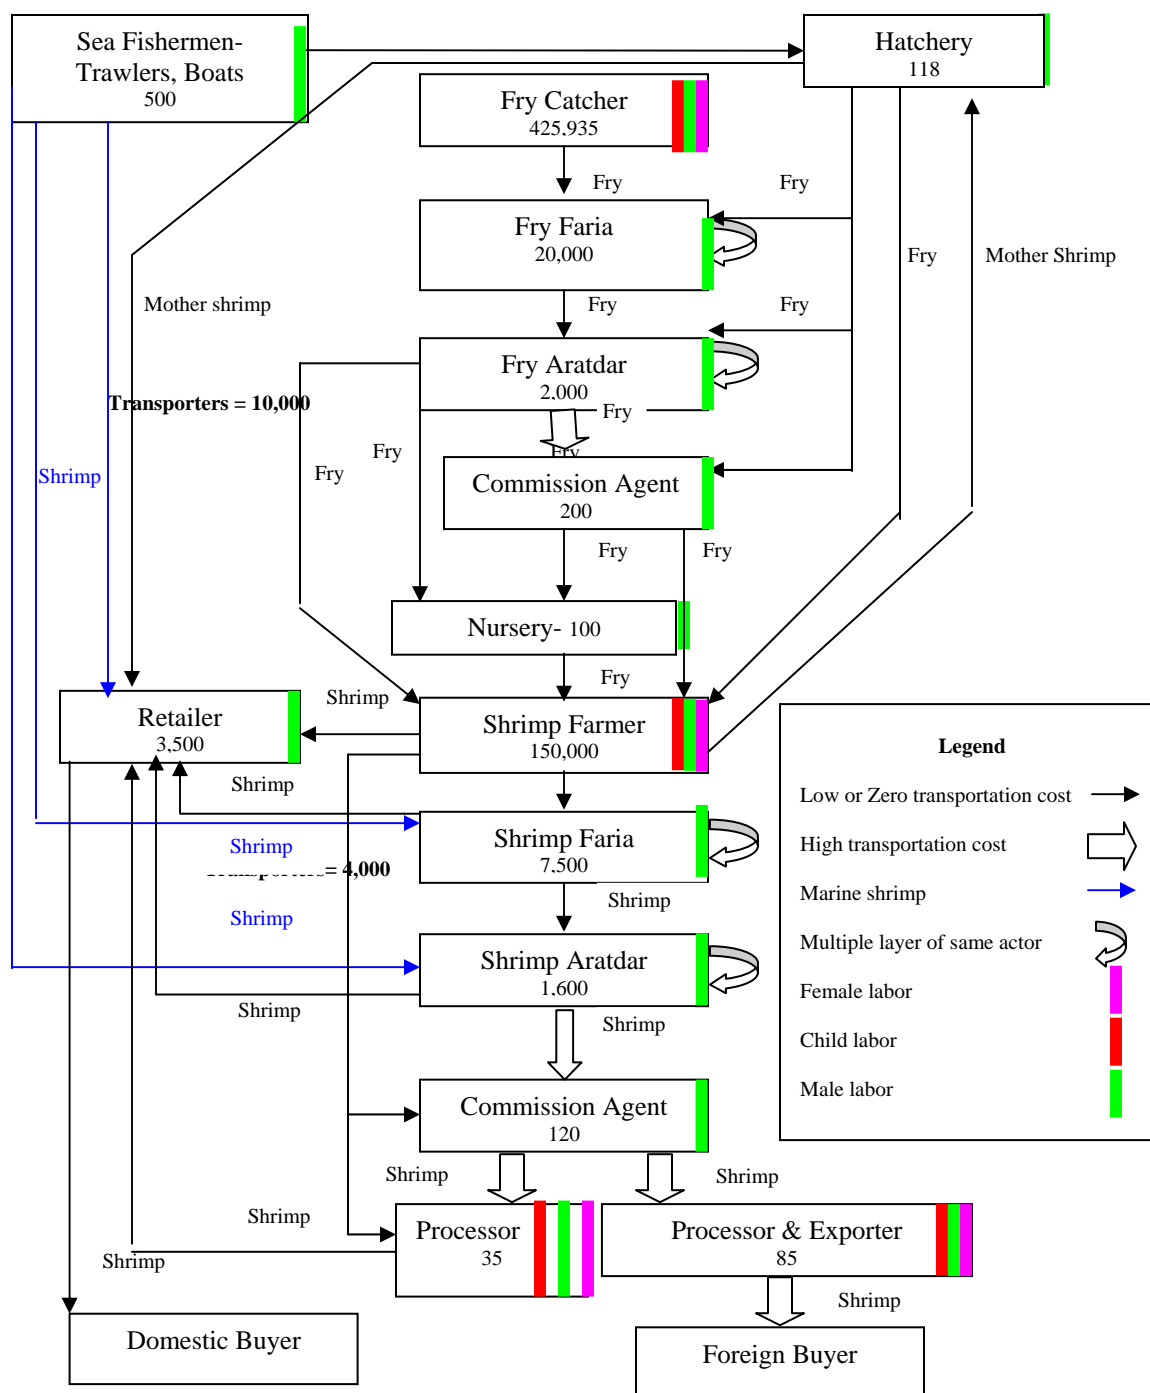 Sea Fishermen-
Trawlers, Boats
500
Hatchery
118
Fry Catcher
425,935
Fry
Fry
Fry Faria
20,000
Fry
Mother Shrimp
Mother shrimp
Fry
Fry
Fry Aratdar
2,000
Transporters = 10,000
Fry
Fry
Fry
Shrimp
Fry
Commission Agent
200
Fry
Fry
Nursery- 100
Fry
Shrimp
Retailer
3,500
Shrimp Farmer
150,000
Shrimp
Shrimp Faria
7,500
Shrimp
Transporters= 4,000
Shrimp
Shrimp
Shrimp Aratdar
1,600
Shrimp
Shrimp
Commission Agent
120
Shrimp
Shrimp
Shrimp
Processor
35
Processor & Exporter
85
Shrimp
Shrimp
Domestic Buyer
Foreign Buyer
Legend
Low or Zero transportation cost
High transportation cost
Marine shrimp
Multiple layer of same actor
Female labor
Child labor
Male labor